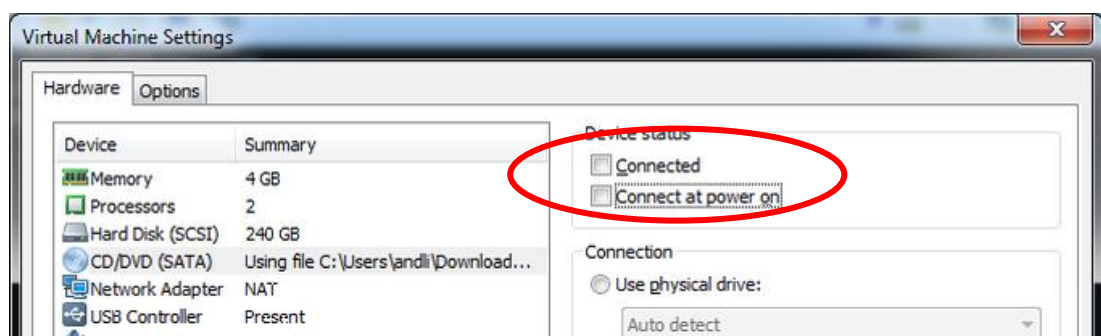 Virtual Machine Settings
Hardware Options
Device Summary
Memory 4 GB
Processors 2
Hard Disk (SCSI) 240 GB
CD/DVD (SATA) Using file C:\Users\andli\Download...
Network Adapter NAT
USB Controller Present
Device status
Connected
Connect at power on
Connection
Use physical drive:
Auto detect